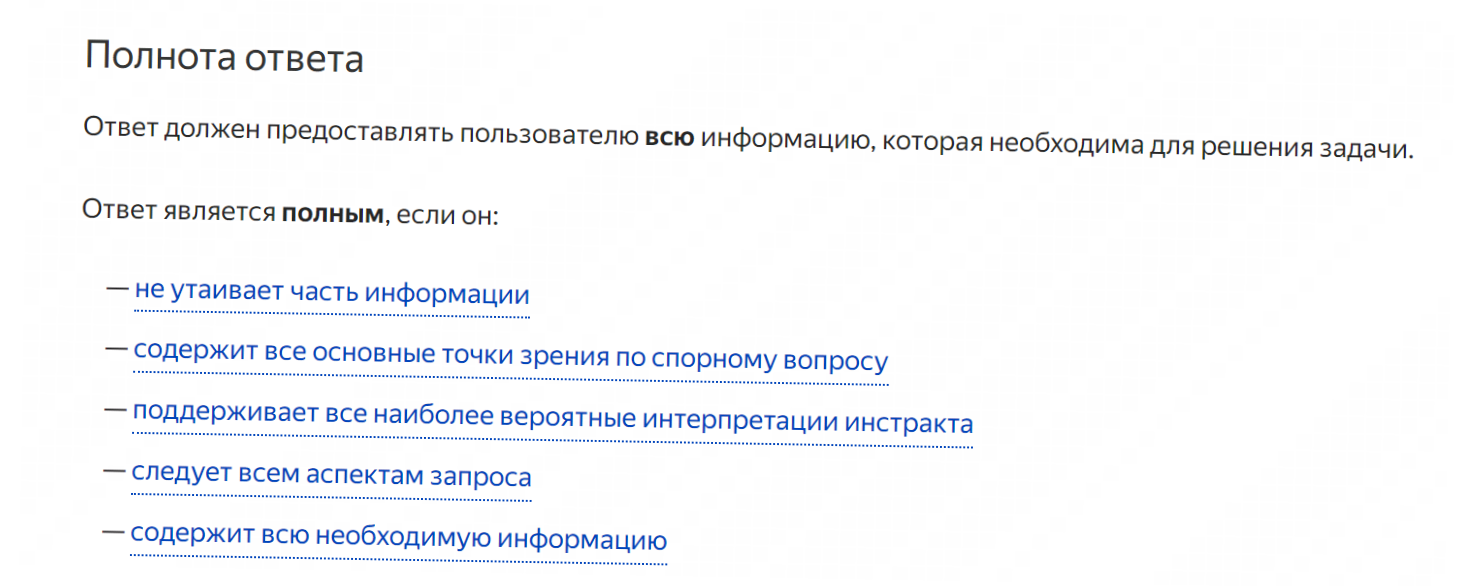 Полнота ответа
Ответ должен предоставлять пользователю всю информацию, которая необходима для решения задачи.
Ответ является полным, если он:
— не утаивает часть информации
— содержит все основные точки зрения по спорному вопросу
— поддерживает все наиболее вероятные интерпретации инстракта
— следует всем аспектам запроса
— содержит всю необходимую информацию